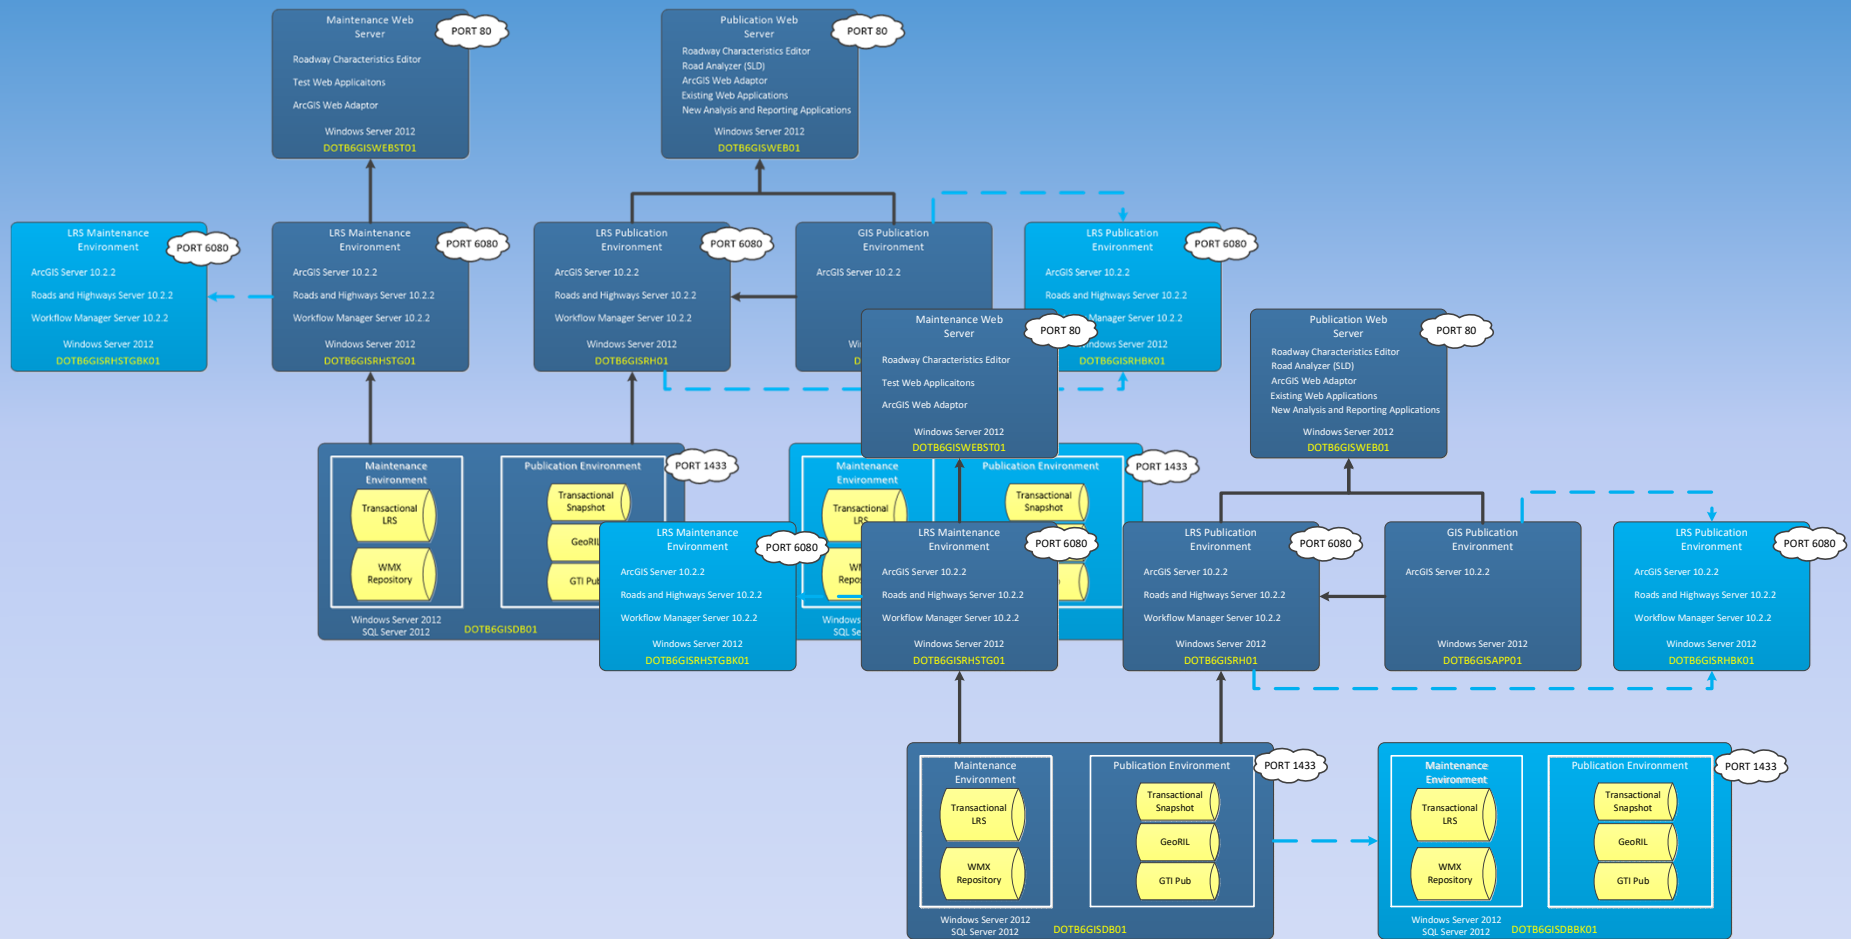 Maintenance Web
Server
PORT 80
Roadway Characteristics Editor
Test Web Applicaitons
ArcGIS Web Adaptor
Windows Server 2012
DOTB6GISWEBST01
Publication Web
Server
PORT 80
Roadway Characteristics Editor
Road Analyzer (SLD)
ArcGIS Web Adaptor
Existing Web Applications
New Analysis and Reporting Applications
Windows Server 2012
DOTB6GISWEB01
LRS Maintenance
Environment
PORT 6080
ArcGIS Server 10.2.2
Roads and Highways Server 10.2.2
Workflow Manager Server 10.2.2
Windows Server 2012
DOTB6GISRHSTGBK01
LRS Maintenance
Environment
PORT 6080
ArcGIS Server 10.2.2
Roads and Highways Server 10.2.2
Workflow Manager Server 10.2.2
Windows Server 2012
DOTB6GISRHSTG01
LRS Publication
Environment
PORT 6080
ArcGIS Server 10.2.2
Roads and Highways Server 10.2.2
Workflow Manager Server 10.2.2
Windows Server 2012
DOTB6GISRH01
GIS Publication
Environment
ArcGIS Server 10.2.2
LRS Publication
Environment
PORT 6080
ArcGIS Server 10.2.2
Roads and Highways Server 10.2.2
Manager Server 10.2.2
Windows Server 2012
DOTB6GISRHBK01
Maintenance
Environment
Transactional
LRS
WMX
Repository
Publication Environment
PORT 1433
Transactional
Snapshot
GeoRIL
GTI Pub
Windows Server 2012
SQL Server 2012
DOTB6GISDB01
Maintenance
Environment
Transactional
LRS
WMX
Publication Environment
PORT 1433
Transactional
Snapshot
SQL
Maintenance Web
Server
PORT 80
Roadway Characteristics Editor
Test Web Applicaitons
ArcGIS Web Adaptor
Windows Server 2012
DOTB6GISWEBST01
Publication Web
Server
PORT 80
Roadway Characteristics Editor
Road Analyzer (SLD)
ArcGIS Web Adaptor
Existing Web Applications
New Analysis and Reporting Applications
Windows Server 2012
DOTB6GISWEB01
LRS Maintenance
Environment
PORT 6080
ArcGIS Server 10.2.2
Roads and Highways Server 10.2.2
Workflow Manager Server 10.2.2
Windows Server 2012
DOTB6GISRHSTGBK01
LRS Maintenance
Environment
PORT 6080
ArcGIS Server 10.2.2
Roads and Highways Server 10.2.2
Workflow Manager Server 10.2.2
Windows Server 2012
DOTB6GISRHSTG01
LRS Publication
Environment
PORT 6080
ArcGIS Server 10.2.2
Roads and Highways Server 10.2.2
Workflow Manager Server 10.2.2
Windows Server 2012
DOTB6GISRH01
GIS Publication
Environment
ArcGIS Server 10.2.2
Windows Server 2012
DOTB6GISAPP01
LRS Publication
Environment
PORT 6080
ArcGIS Server 10.2.2
Roads and Highways Server 10.2.2
Workflow Manager Server 10.2.2
Windows Server 2012
DOTB6GISRHBK01
Maintenance
Environment
Transactional
LRS
WMX
Repository
Publication Environment
PORT 1433
Transactional
Snapshot
GeoRIL
GTI Pub
Windows Server 2012
SQL Server 2012
DOTB6GISDB01
Maintenance
Environment
Transactional
LRS
WMX
Repository
Publication Environment
PORT 1433
Transactional
Snapshot
GeoRIL
GTI Pub
Windows Server 2012
SQL Server 2012
DOTB6GISDBBK01